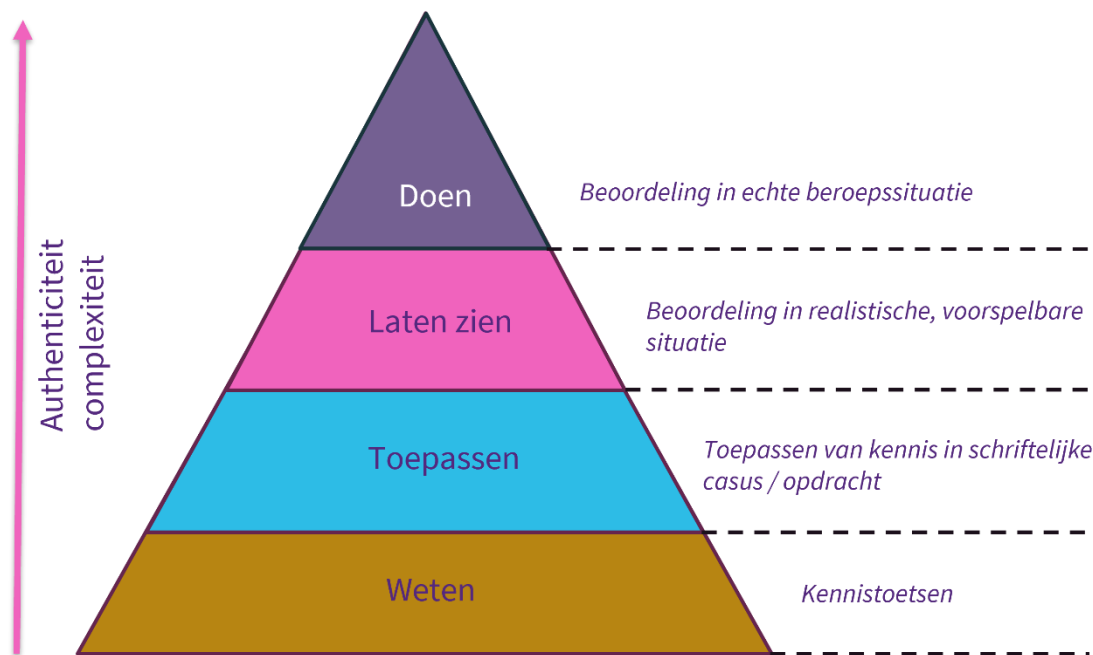 Authenticiteit
complexiteit
Doen
Beoordeling in echte beroepssituatie
Laten zien
Beoordeling in realistische, voorspelbare
situatie
Toepassen
Toepassen van kennis in schriftelijke
casus / opdracht
Weten
Kennistoetsen